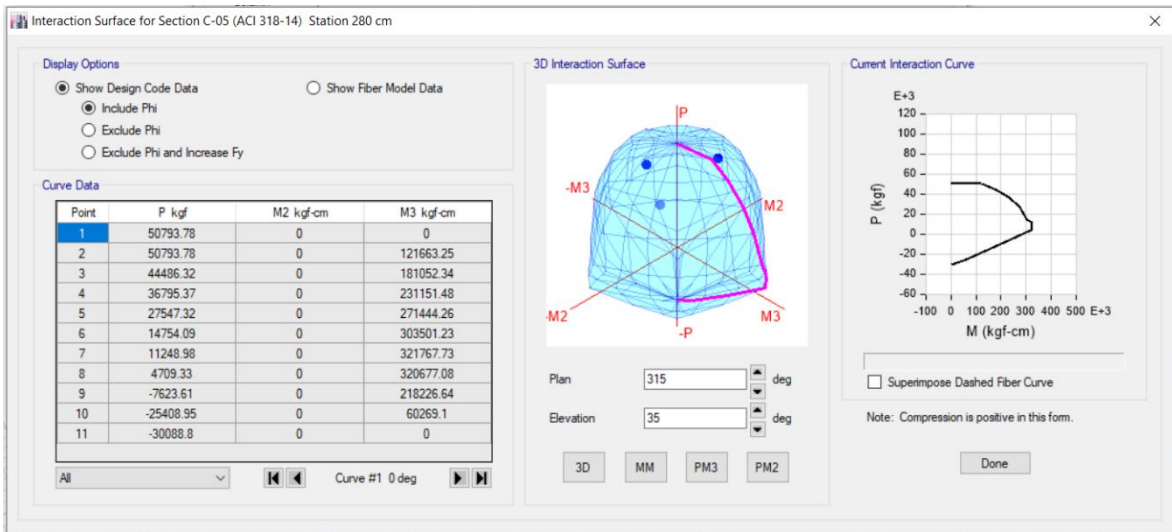 Interaction Surface for Section C-05 (ACI 318-14) Station 280 cm
Display Options
Show Design Code Data
Show Fiber Model Data
Include Phi
Exclude Phi
Exclude Phi and Increase Fy
Curve Data
Point P kgf M2 kgf-cm M3 kgf-cm
1 50793.78 0 0
2 50793.78 0 121663.25
3 44486.32 0 181052.34
4 36795.37 0 231151.48
5 27547.32 0 271444.26
6 14754.09 0 303501.23
7 11248.98 0 321767.73
8 4709.33 0 320677.08
9 -7623.61 0 218226.64
10 -25408.95 0 60269.1
11 -30088.8 0 0
All
Curve #1 0 deg
3D Interaction Surface
P
-M3
M2
-M2
M3
-P
Plan 315 deg
Elevation 35 deg
3D MM PM3 PM2
Current Interaction Curve
E+3
120
100
80
60
40
20
0
-20
-40
-60
P (kgf)
-100 0 100 200 300 400 500 E+3
M (kgf-cm)
Superimpose Dashed Fiber Curve
Note: Compression is positive in this form.
Done